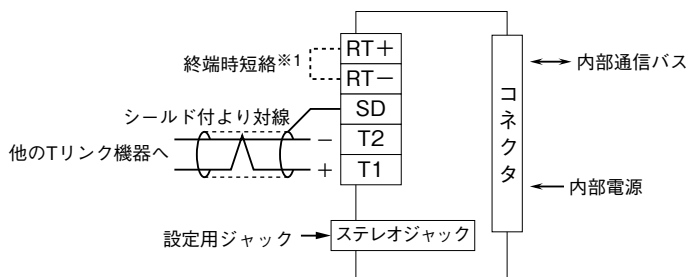 RT＋
終端時短絡※1
RT－
シールド付より対線
SD
－
T2
他のTリンク機器へ
＋
T1
設定用ジャック
ステレオジャック
コネクタ
内部通信バス
内部電源